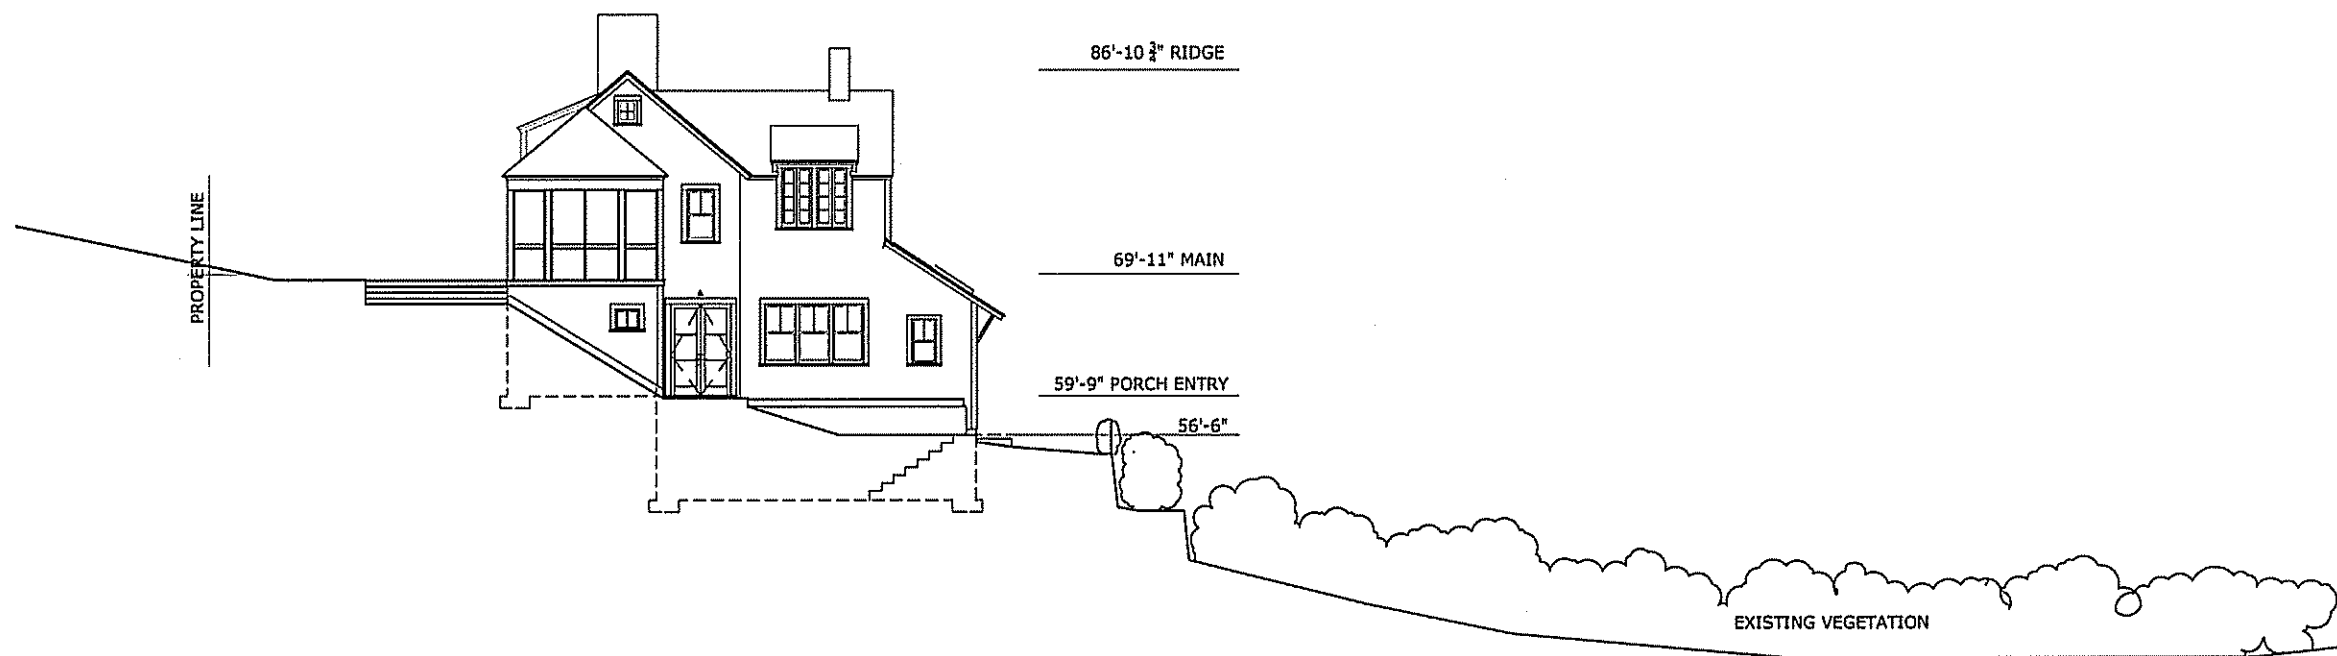 86'-10 3/4" RIDGE
PROPERTY LINE
69'-11" MAIN
59'-9" PORCH ENTRY
56'-6"
EXISTING VEGETATION